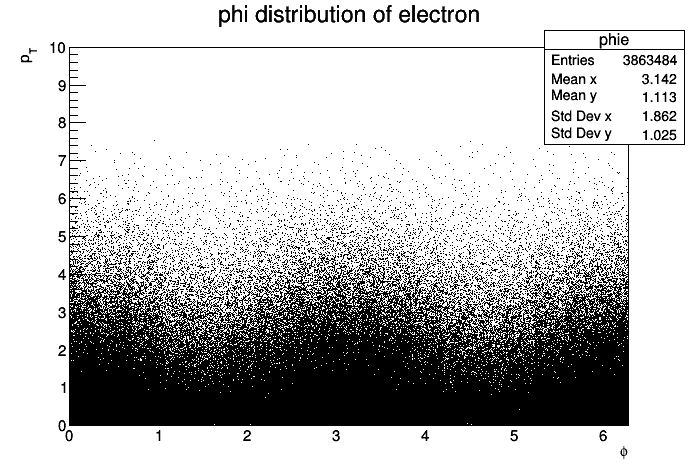 phi distribution of electron
phie
Entries 3863484
Mean x 3.142
Mean y 1.113
Std Dev x 1.862
Std Dev y 1.025
pT
10
9
8
7
6
5
4
3
2
1
0
0 1 2 3 4 5 6
ϕ